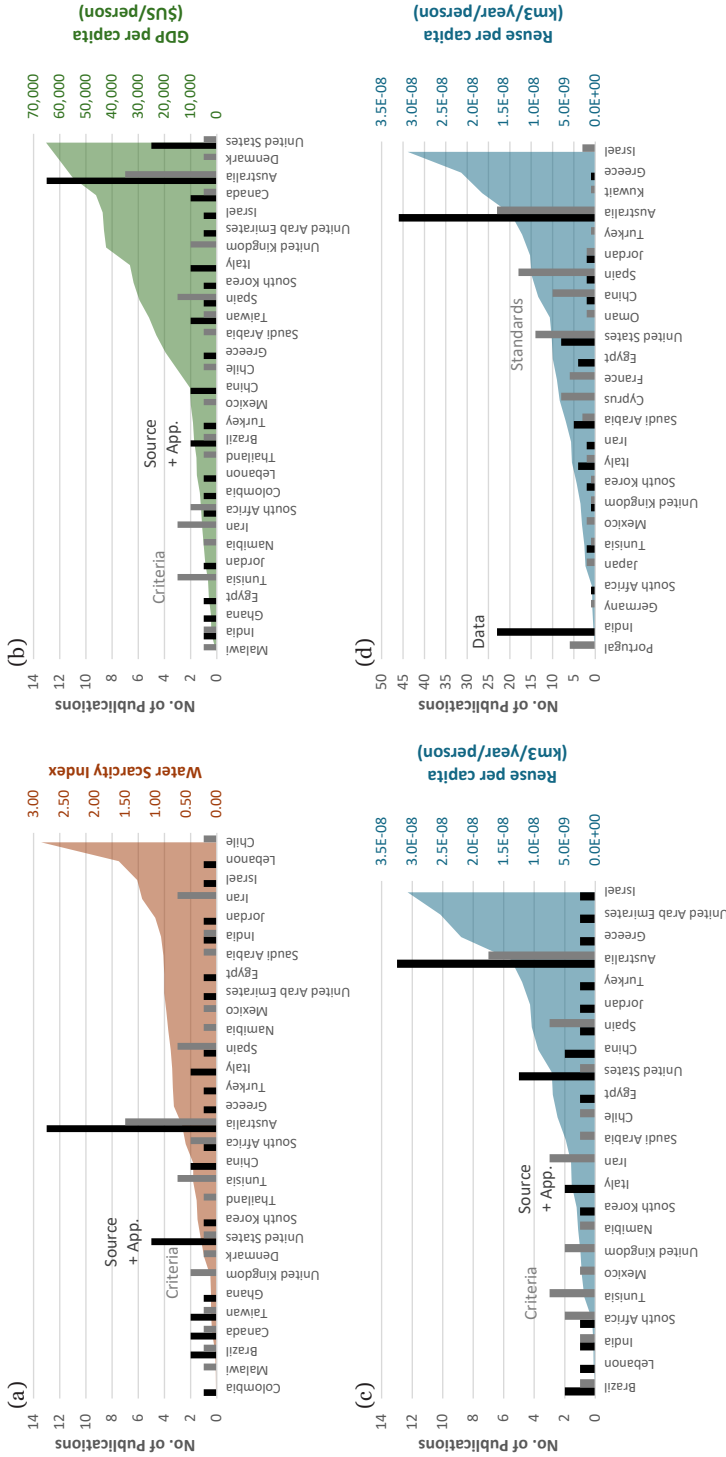 (a)
No. of Publications
14
12
10
8
6
4
2
0
Source
+ App.
Criteria
3.00
2.50
2.00
1.50
1.00
0.50
0.00
Water Scarcity Index
Colombia
Malawi
Brazil
Canada
Taiwan
Ghana
United Kingdom
Denmark
United States
South Korea
Thailand
Tunisia
China
South Africa
Australia
Greece
Turkey
Italy
Spain
Namibia
Mexico
United Arab Emirates
Egypt
Saudi Arabia
India
Jordan
Iran
Israel
Lebanon
Chile
(b)
No. of Publications
14
12
10
8
6
4
2
0
Criteria
Source
+ App.
70,000
60,000
50,000
40,000
30,000
20,000
10,000
0
GDP per capita
($US/person)
Malawi
India
Ghana
Egypt
Tunisia
Jordan
Namibia
Iran
South Africa
Colombia
Lebanon
Thailand
Brazil
Turkey
Mexico
China
Chile
Greece
Saudi Arabia
Taiwan
Spain
South Korea
Italy
United Kingdom
United Arab Emirates
Israel
Canada
Australia
Denmark
United States
(c)
No. of Publications
14
12
10
8
6
4
2
0
Criteria
Source
+ App.
3.5E-08
3.0E-08
2.5E-08
2.0E-08
1.5E-08
1.0E-08
5.0E-09
0.0E+00
Reuse per capita
(km3/year/person)
Brazil
Lebanon
India
South Africa
Tunisia
Mexico
United Kingdom
Namibia
South Korea
Italy
Iran
Saudi Arabia
Chile
Egypt
United States
China
Spain
Jordan
Turkey
Australia
Greece
United Arab Emirates
Israel
(d)
No. of Publications
50
45
40
35
30
25
20
15
10
5
0
Data
Standards
3.5E-08
3.0E-08
2.5E-08
2.0E-08
1.5E-08
1.0E-08
5.0E-09
0.0E+00
Reuse per capita
(km3/year/person)
Portugal
India
Germany
South Africa
Japan
Tunisia
Mexico
United Kingdom
South Korea
Italy
Iran
Saudi Arabia
Cyprus
France
Egypt
United States
Oman
China
Spain
Jordan
Turkey
Australia
Kuwait
Greece
Israel